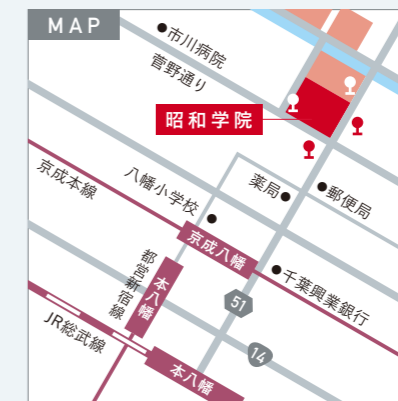 MAP
市川病院
菅野通り
昭和学院
京成本線
八幡小学校
薬局
郵便局
京成八幡
都営新宿線
本八幡
千葉興業銀行
51
14
JR総武線
本八幡